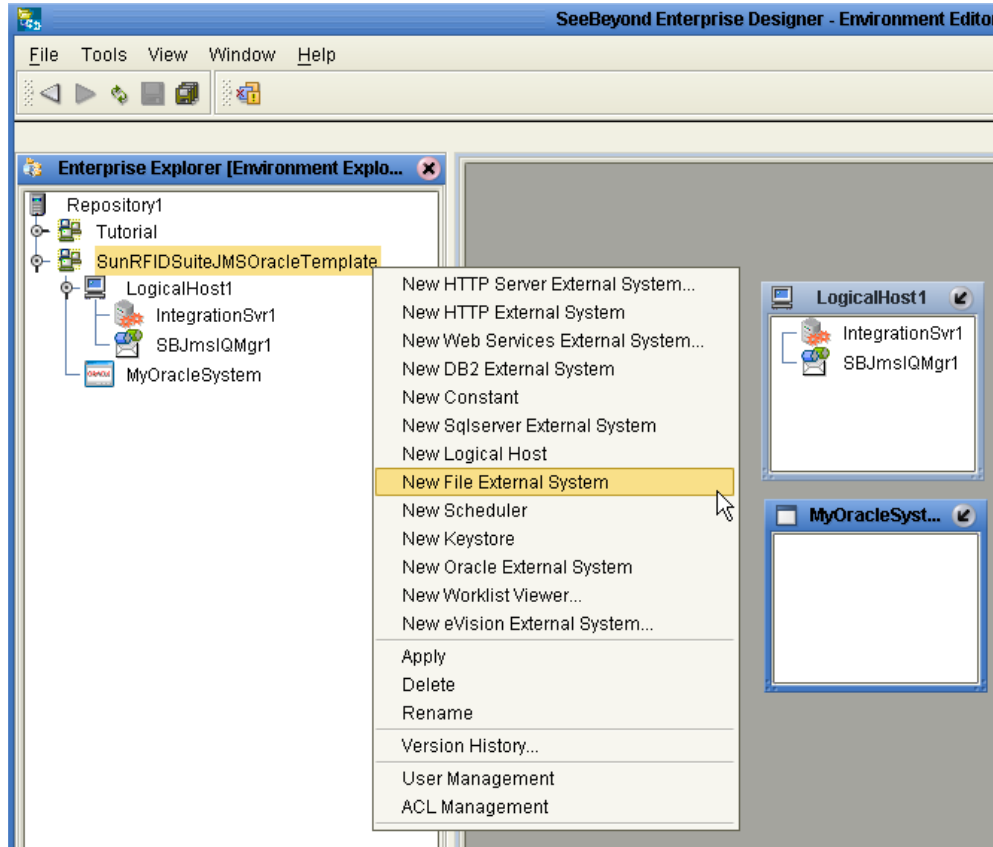 SeeBeyond Enterprise Designer - Environment Editor
File Tools View Window Help
Enterprise Explorer [Environment Explo...
Repository1
Tutorial
SunRFIDSuiteJMSOracleTemplate
LogicalHost1
IntegrationSvr1
SBJmsIQMgr1
MyOracleSystem
New HTTP Server External System...
New HTTP External System
New Web Services External System...
New DB2 External System
New Constant
New Sqlserver External System
New Logical Host
New File External System
New Scheduler
New Keystore
New Oracle External System
New Worklist Viewer...
New eVision External System...
Apply
Delete
Rename
Version History...
User Management
ACL Management
LogicalHost1
IntegrationSvr1
SBJmsIQMgr1
MyOracleSyst...